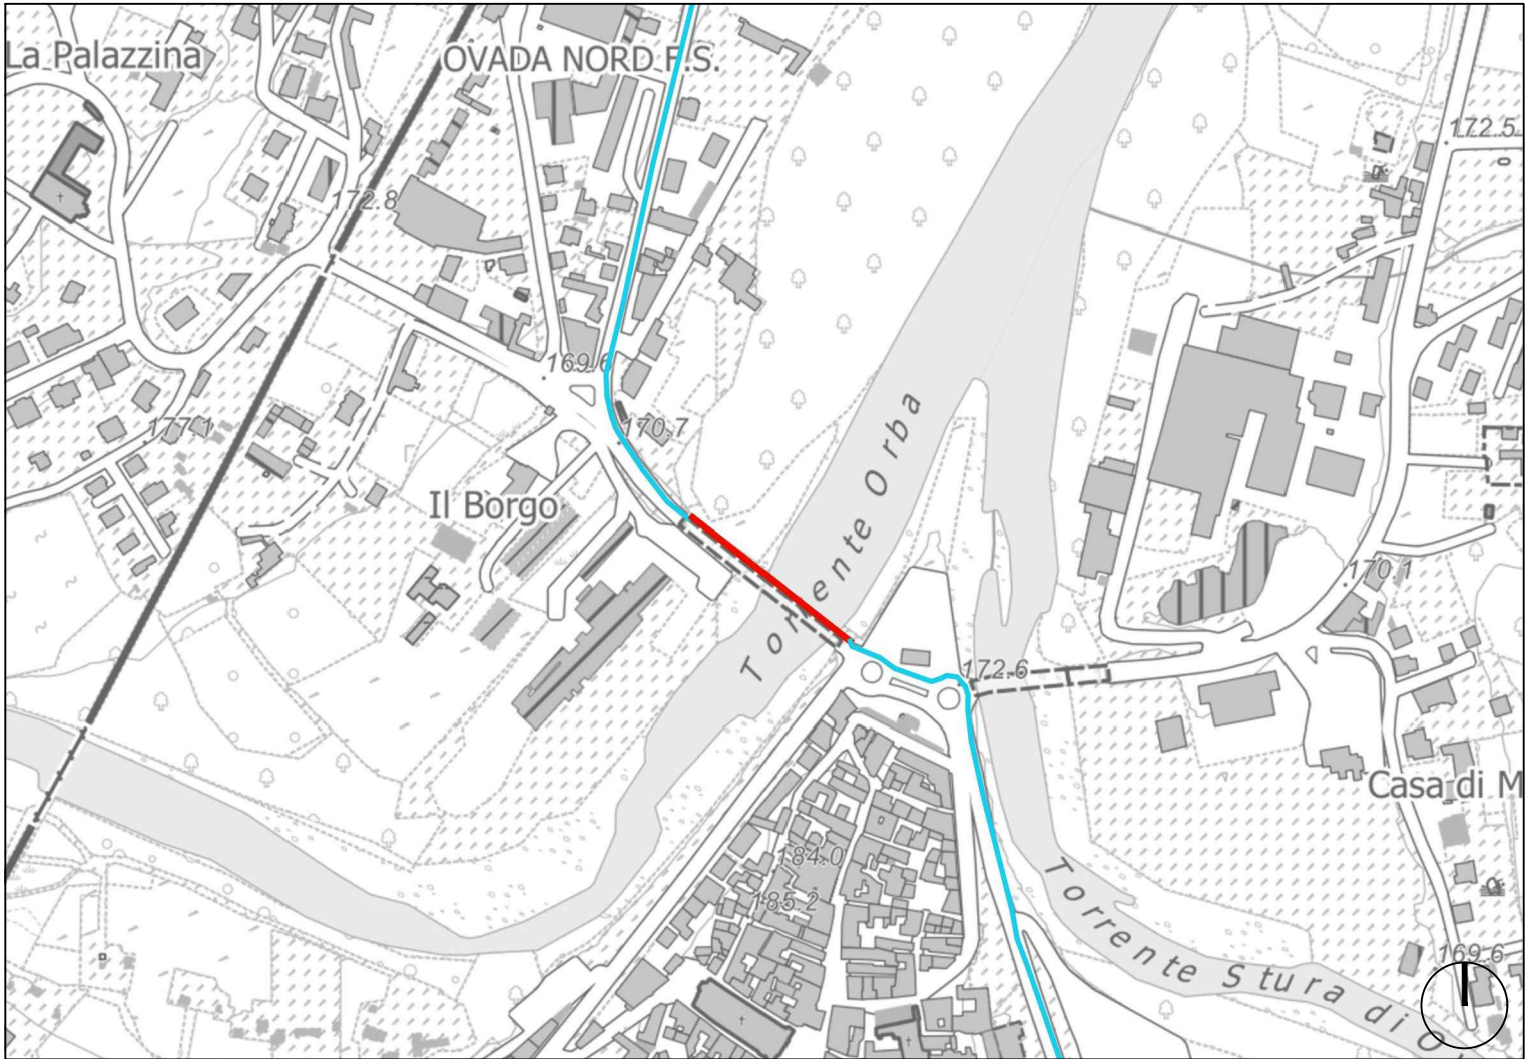 La Palazzina
OVADA NORD F.S.
172.5
172.8
169.6
170.7
177.1
Torrente Orba
Il Borgo
170.1
172.6
Casa di M
184.0
185.2
Torrente Stura di O
169.6